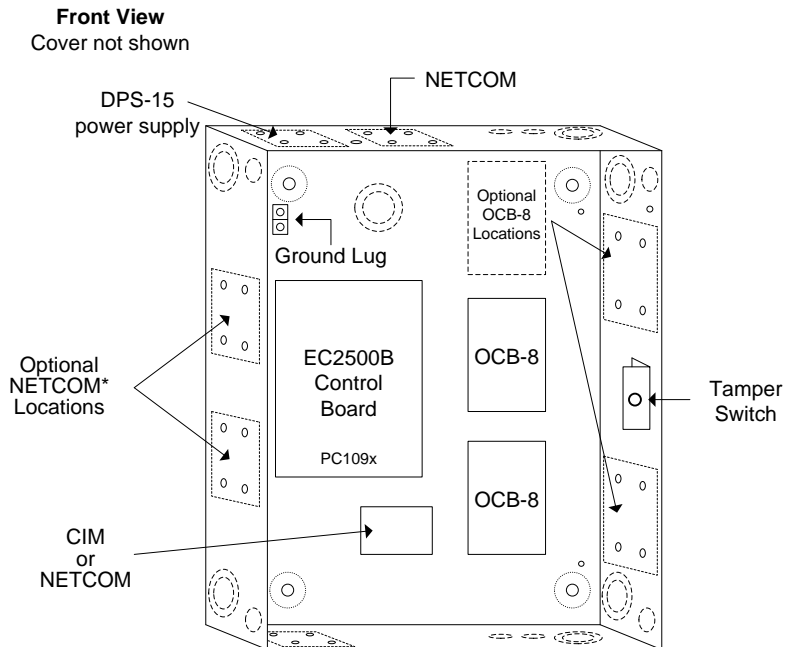 Front View
Cover not shown
NETCOM
DPS-15
power supply
Optional
OCB-8
Locations
Ground Lug
EC2500B
Control
Board
PC109x
OCB-8
Optional
NETCOM*
Locations
Tamper
Switch
OCB-8
CIM
or
NETCOM